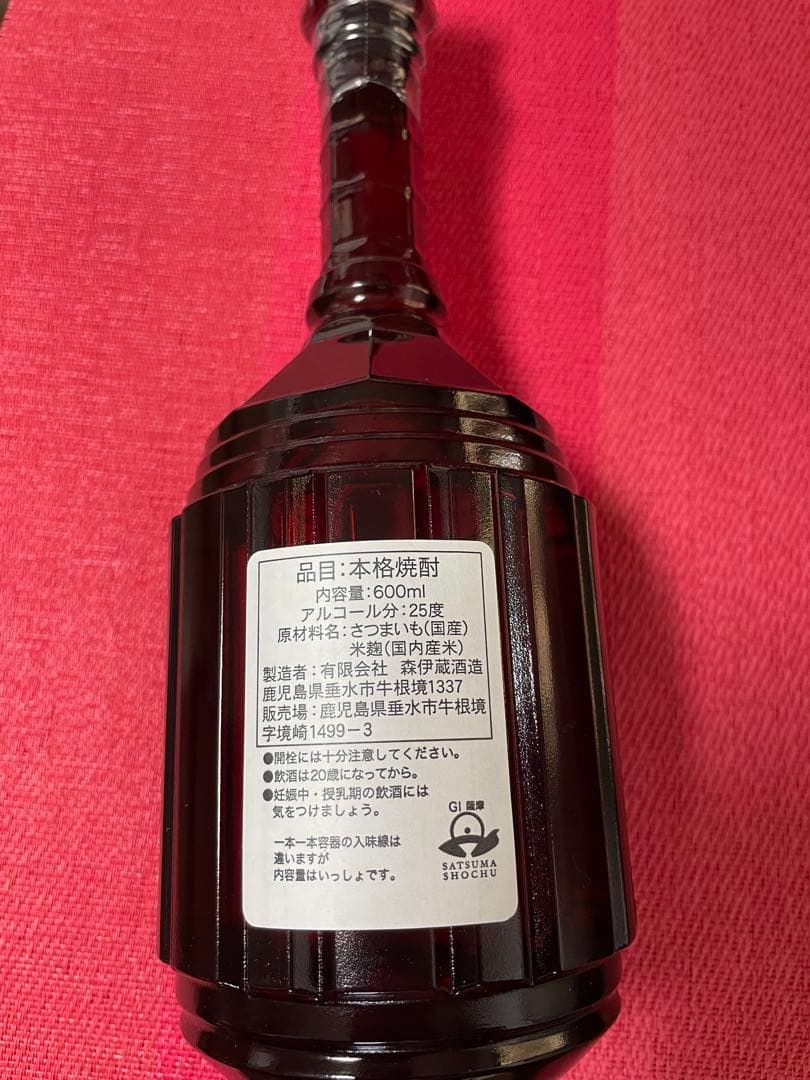 品目:本格焼酎
内容量:600ml
アルコール分:25度
原材料名:さつまいも(国産)
米麹(国内産米)
製造者:有限会社 森伊蔵酒造
鹿児島県垂水市牛根境1337
販売場:鹿児島県垂水市牛根境
字境崎1499-3
●開栓には十分注意してください。
●飲酒は20歳になってから。
●妊娠中・授乳期の飲酒には
気をつけましょう。
一本一本容器の入味線は
違いますが
内容量はいっしょです。
GI 薩摩
SATSUMA
SHOCHU